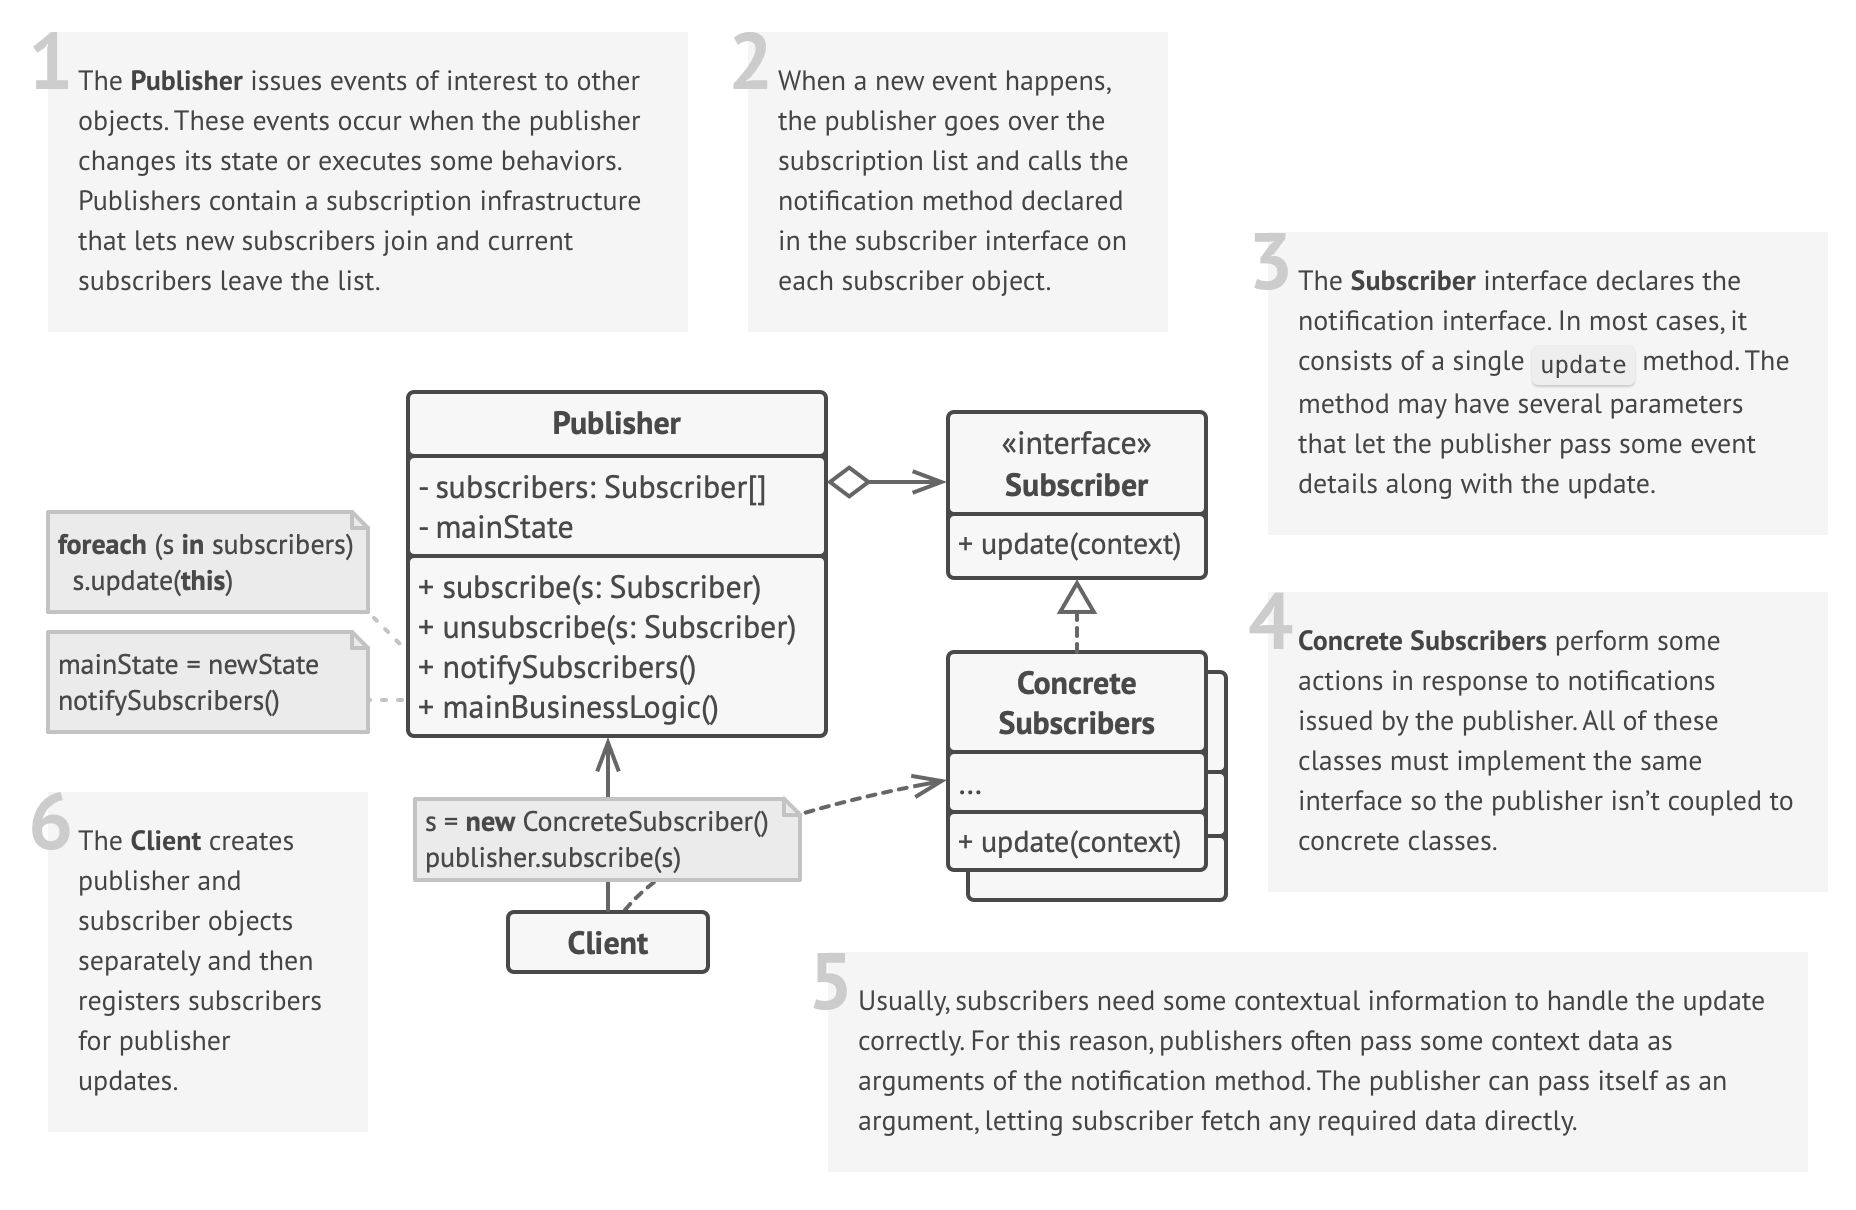 1
The Publisher issues events of interest to other
objects. These events occur when the publisher
changes its state or executes some behaviors.
Publishers contain a subscription infrastructure
that lets new subscribers join and current
subscribers leave the list.
2
When a new event happens,
the publisher goes over the
subscription list and calls the
notification method declared
in the subscriber interface on
each subscriber object.
3
The Subscriber interface declares the
notification interface. In most cases, it
consists of a single update method. The
method may have several parameters
that let the publisher pass some event
details along with the update.
Publisher
- subscribers: Subscriber[]
- mainState
+ subscribe(s: Subscriber)
+ unsubscribe(s: Subscriber)
+ notifySubscribers()
+ mainBusinessLogic()
«interface»
Subscriber
+ update(context)
foreach (s in subscribers)
s.update(this)
mainState = newState
notifySubscribers()
4
Concrete Subscribers perform some
actions in response to notifications
issued by the publisher. All of these
classes must implement the same
interface so the publisher isn’t coupled to
concrete classes.
Concrete
Subscribers
...
+ update(context)
s = new ConcreteSubscriber()
publisher.subscribe(s)
Client
6
The Client creates
publisher and
subscriber objects
separately and then
registers subscribers
for publisher
updates.
5
Usually, subscribers need some contextual information to handle the update
correctly. For this reason, publishers often pass some context data as
arguments of the notification method. The publisher can pass itself as an
argument, letting subscriber fetch any required data directly.